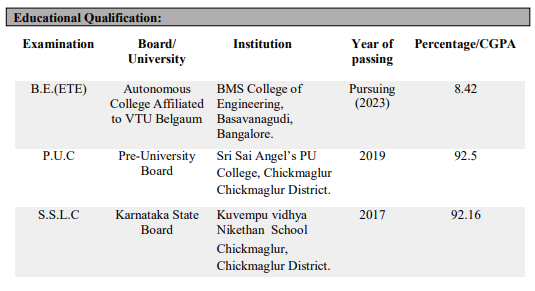 Educational Qualification:
Examination Board/ University Institution Year of passing Percentage/CGPA
B.E.(ETE) Autonomous BMS College of Pursuing 8.42
College Affiliated Engineering, (2023)
to VTU Belgaum Basavanagudi,
Bangalore.
P.U.C Pre-University Sri Sai Angel's PU 2019 92.5
Board College, Chickmaglur
Chickmaglur District.
S.S.L.C Karnataka State Kuvempu vidhya 2017 92.16
Board Nikethan School
Chickmaglur,
Chickmaglur District.